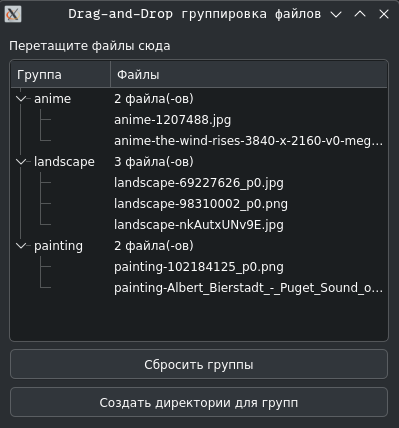 Drag-and-Drop группировка файлов
Перетащите файлы сюда
Группа Файлы
anime 2 файла(-ов)
anime-1207488.jpg
anime-the-wind-rises-3840-x-2160-v0-meg...
landscape 3 файла(-ов)
landscape-69227626_p0.jpg
landscape-98310002_p0.png
landscape-nkAutxUNv9E.jpg
painting 2 файла(-ов)
painting-102184125_p0.png
painting-Albert_Bierstadt_-_Puget_Sound_o...
Сбросить группы
Создать директории для групп